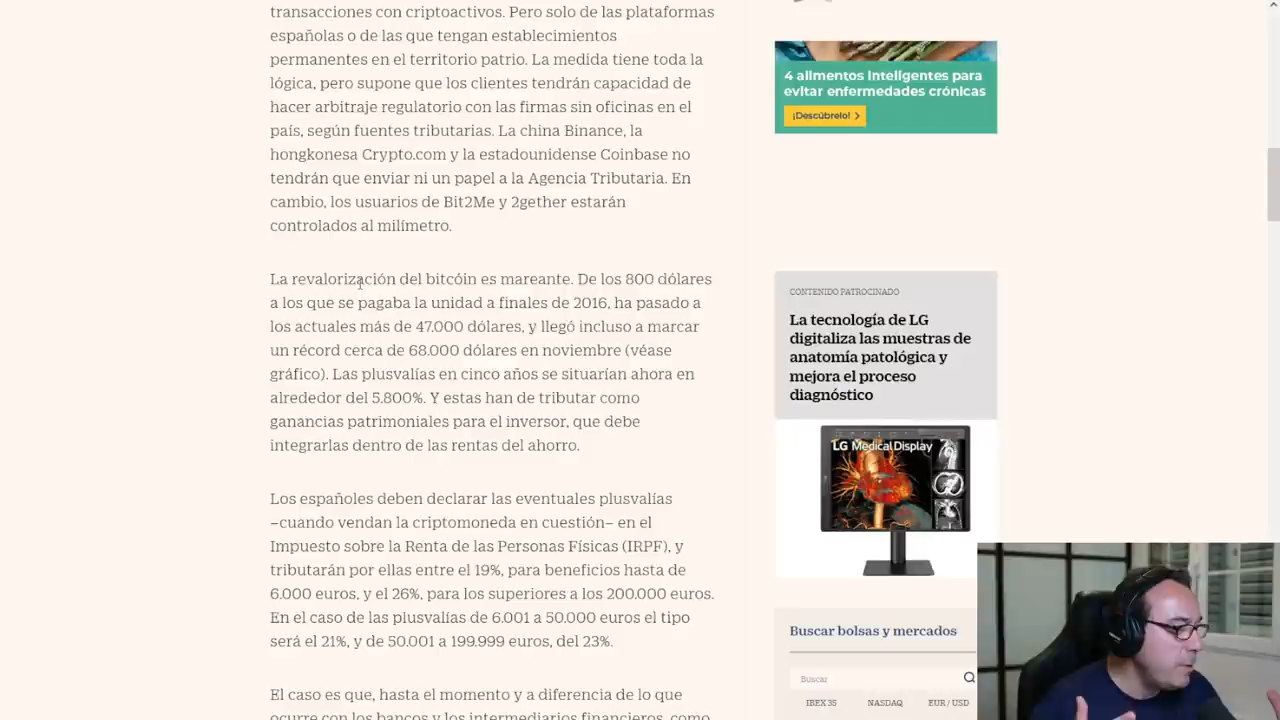 transacciones con criptoactivos. Pero solo de las plataformas
españolas o de las que tengan establecimientos
permanentes en el territorio patrio. La medida tiene toda la
lógica, pero supone que los clientes tendrán capacidad de
hacer arbitraje regulatorio con las firmas sin oficinas en el
país, según fuentes tributarias. La china Binance, la
hongkonesa Crypto.com y la estadounidense Coinbase no
tendrán que enviar ni un papel a la Agencia Tributaria. En
cambio, los usuarios de Bit2Me y 2gether estarán
controlados al milímetro.
La revalorización del bitcóin es mareante. De los 800 dólares
a los que se pagaba la unidad a finales de 2016, ha pasado a
los actuales más de 47.000 dólares, y llegó incluso a marcar
un récord cerca de 68.000 dólares en noviembre (véase
gráfico). Las plusvalías en cinco años se situarían ahora en
alrededor del 5.800%. Y estas han de tributar como
ganancias patrimoniales para el inversor, que debe
integrarlas dentro de las rentas del ahorro.
Los españoles deben declarar las eventuales plusvalías
–cuando vendan la criptomoneda en cuestión– en el
Impuesto sobre la Renta de las Personas Físicas (IRPF), y
tributarán por ellas entre el 19%, para beneficios hasta de
6.000 euros, y el 26%, para los superiores a los 200.000 euros.
En el caso de las plusvalías de 6.001 a 50.000 euros el tipo
será el 21%, y de 50.001 a 199.999 euros, del 23%.
El caso es que, hasta el momento y a diferencia de lo que
ocurre con los bancos y los intermediarios financieros, como
4 alimentos inteligentes para
evitar enfermedades crónicas
¡Descúbrelo! >
CONTENIDO PATROCINADO
La tecnología de LG
digitaliza las muestras de
anatomía patológica y
mejora el proceso
diagnóstico
LG Medical Display
Buscar bolsas y mercados
Buscar
IBEX 35 NASDAQ EUR / USD